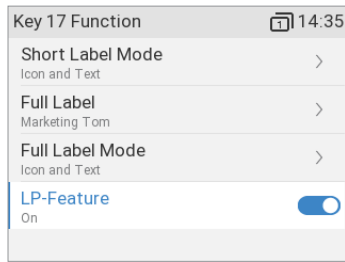 Key 17 Function 1 14:35
Short Label Mode
Icon and Text
Full Label
Marketing Tom
Full Label Mode
Icon and Text
LP-Feature
On